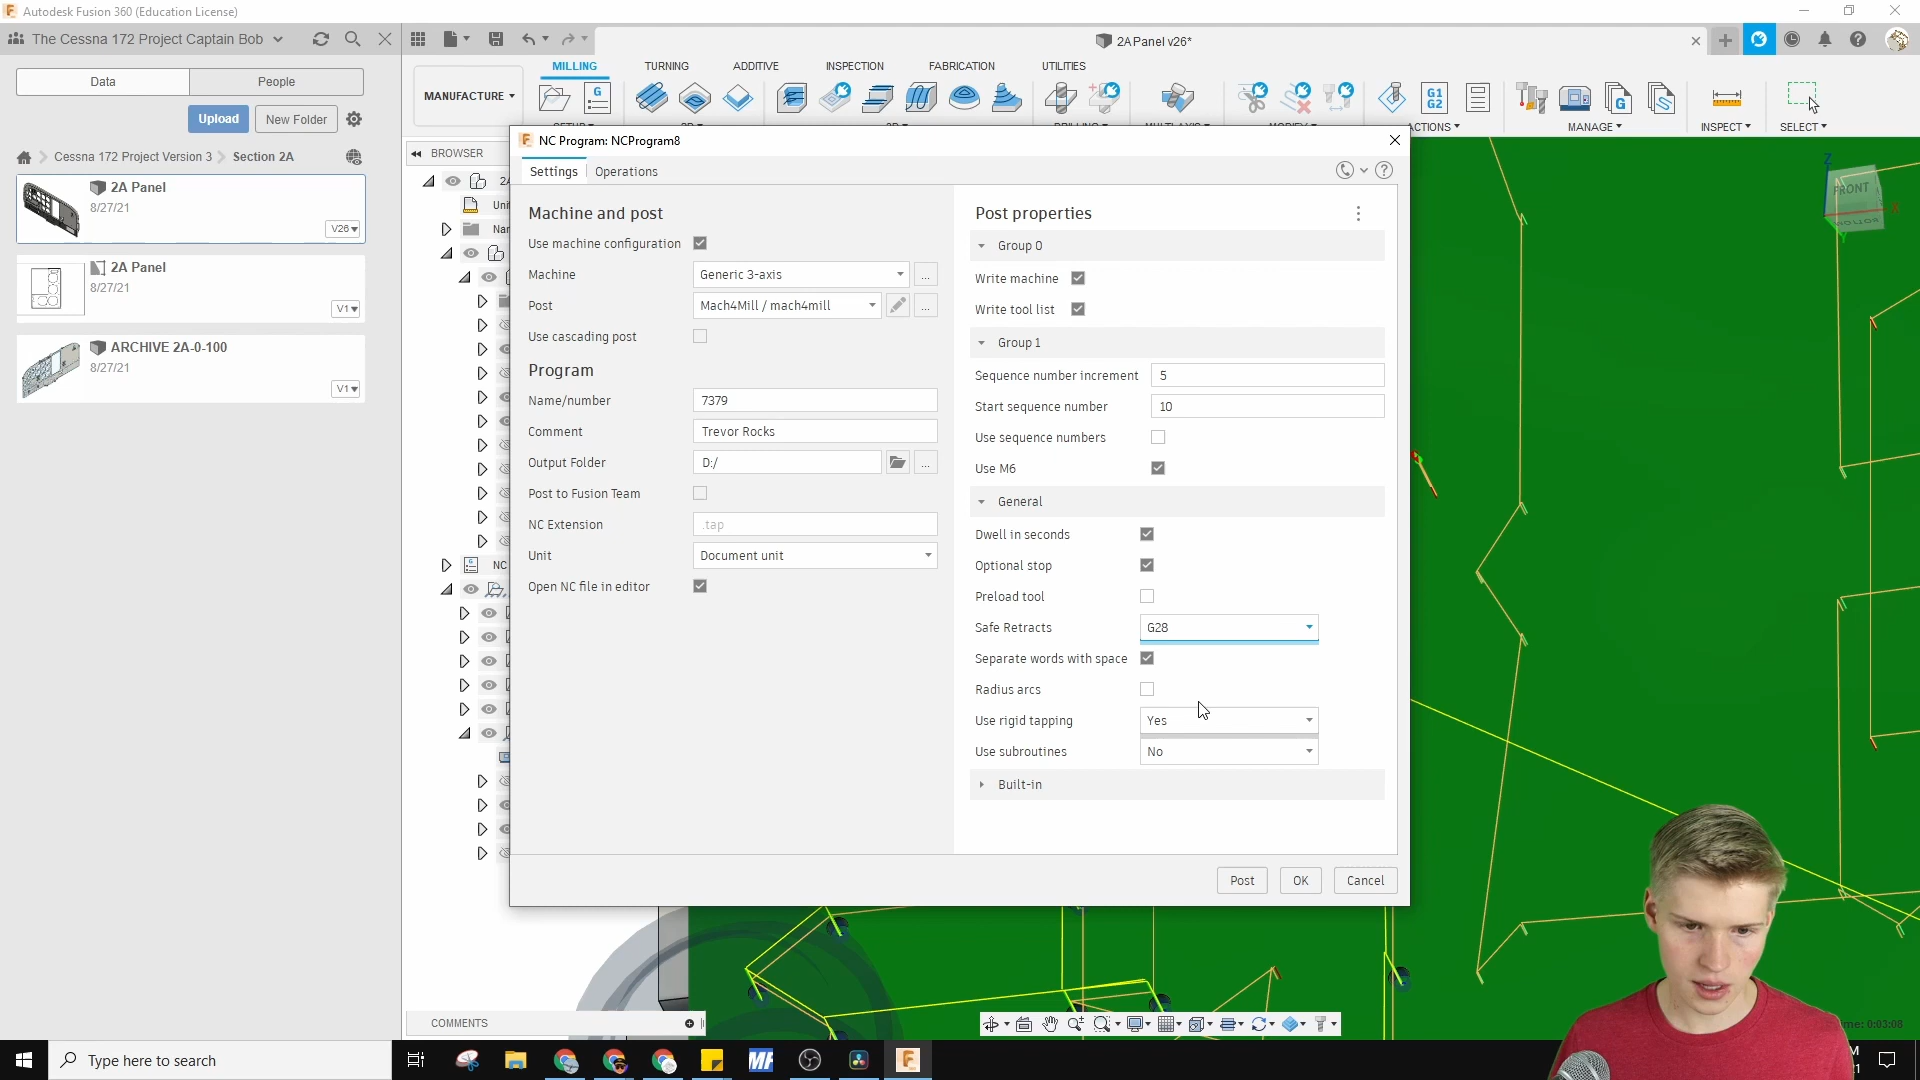 Autodesk Fusion 360 (Education License)
The Cessna 172 Project Captain Bob
2A Panel v26*
Data
People
Upload
New Folder
Cessna 172 Project Version 3
Section 2A
2A Panel
8/27/21
V26
2A Panel
8/27/21
V1
ARCHIVE 2A-0-100
8/27/21
V1
MILLING
TURNING
ADDITIVE
INSPECTION
FABRICATION
UTILITIES
MANUFACTURE
G1
G2
MANAGE
INSPECT
SELECT
BROWSER
NC
NC Program: NCProgram8
Settings
Operations
Machine and post
Use machine configuration
Machine
Generic 3-axis
...
Post
Mach4Mill / mach4mill
...
Use cascading post
Program
Name/number
7379
Comment
Trevor Rocks
Output Folder
D:/
...
Post to Fusion Team
NC Extension
.tap
Unit
Document unit
Open NC file in editor
Post properties
Group 0
Write machine
Write tool list
Group 1
Sequence number increment
5
Start sequence number
10
Use sequence numbers
Use M6
General
Dwell in seconds
Optional stop
Preload tool
Safe Retracts
G28
Separate words with space
Radius arcs
Use rigid tapping
Yes
Use subroutines
No
Built-in
Post
OK
Cancel
Z
FRONT
BOTTOM
COMMENTS
Type here to search
MF
0:03:08